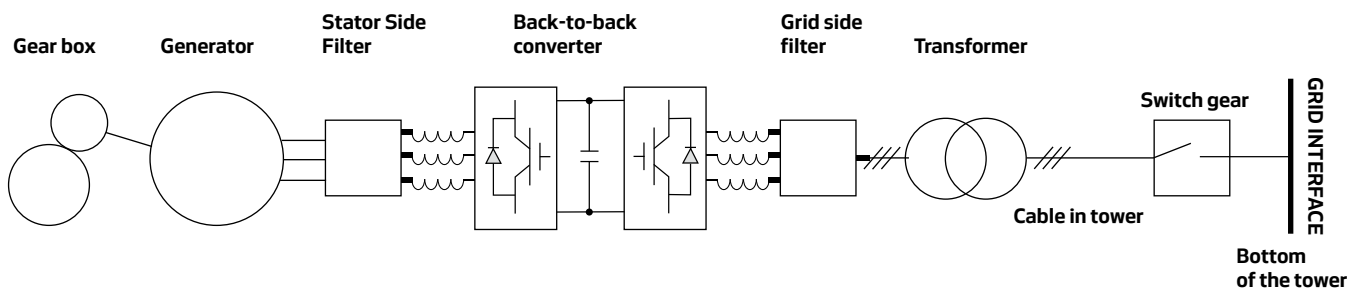 Gear box
Generator
Stator Side
Filter
Back-to-back
converter
Grid side
filter
Transformer
Switch gear
GRID INTERFACE
Cable in tower
Bottom
of the tower